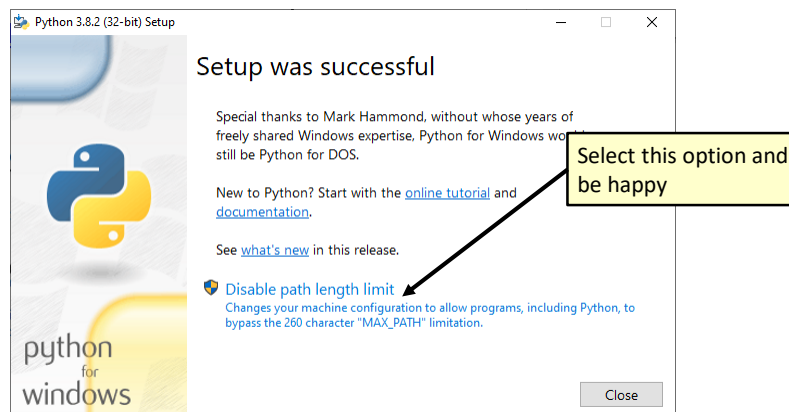 Python 3.8.2 (32-bit) Setup
Setup was successful
Special thanks to Mark Hammond, without whose years of
freely shared Windows expertise, Python for Windows wo
still be Python for DOS.
Select this option and
be happy
New to Python? Start with the online tutorial and
documentation.
See what's new in this release.
Disable path length limit
Changes your machine configuration to allow programs, including Python, to
bypass the 260 character "MAX_PATH" limitation.
python
for
windows
Close